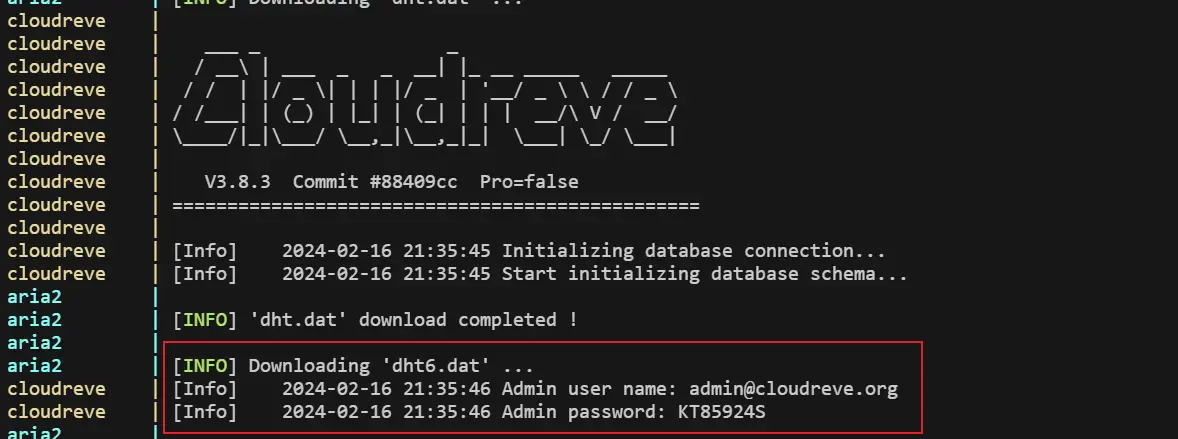 aria2 | [INFO] Downloading 'dht.dat' ...
cloudreve |
cloudreve |    ___ _                 _
cloudreve |   / __\ | ___  _   _  __| |_ __ _____   _____
cloudreve |  / /  | |/ _ \| | | |/ _` | '__/ _ \ \ / / _ \
cloudreve | / /___| | (_) | |_| | (_| | | |  __/\ V /  __/
cloudreve | \____/|_|\___/ \__,_|\__,_|_|  \___| \_/ \___|
cloudreve |
cloudreve |    V3.8.3  Commit #88409cc  Pro=false
cloudreve | ================================================
cloudreve |
cloudreve | [Info]    2024-02-16 21:35:45 Initializing database connection...
cloudreve | [Info]    2024-02-16 21:35:45 Start initializing database schema...
aria2 |
aria2 | [INFO] 'dht.dat' download completed !
aria2 |
aria2 | [INFO] Downloading 'dht6.dat' ...
cloudreve | [Info]    2024-02-16 21:35:46 Admin user name: admin@cloudreve.org
cloudreve | [Info]    2024-02-16 21:35:46 Admin password: KT85924S
aria2 |